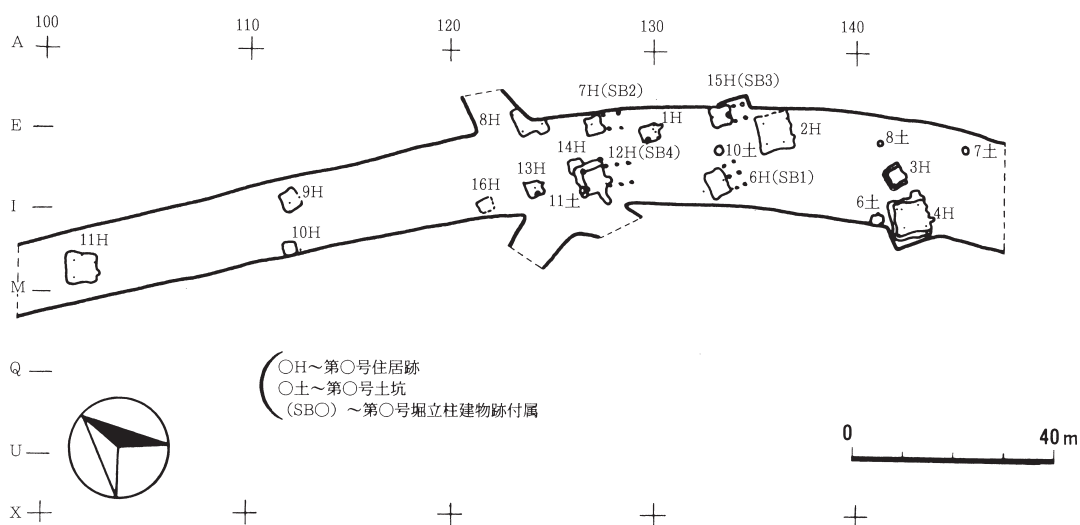 100 110 120 130 140
A
7H(SB2) 15H(SB3)
E 8H 1H 2H
8土 7土
14H 12H(SB4) 10土
13H 6H(SB1) 3H
9H 16H 11土 6土 4H
I
11H 10H
M
Q
○H~第○号住居跡
○土~第○号土坑
(SB○)~第○号堀立柱建物跡付属
U
0 40m
X